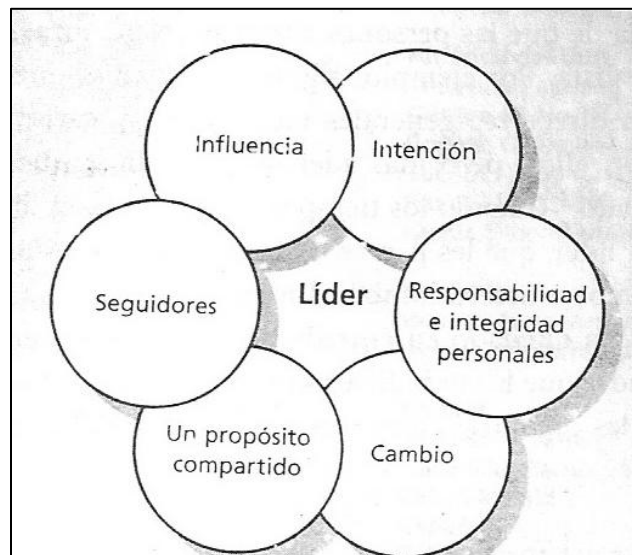 Influencia
Intención
Seguidores
Líder
Responsabilidad
e integridad
personales
Un propósito
compartido
Cambio